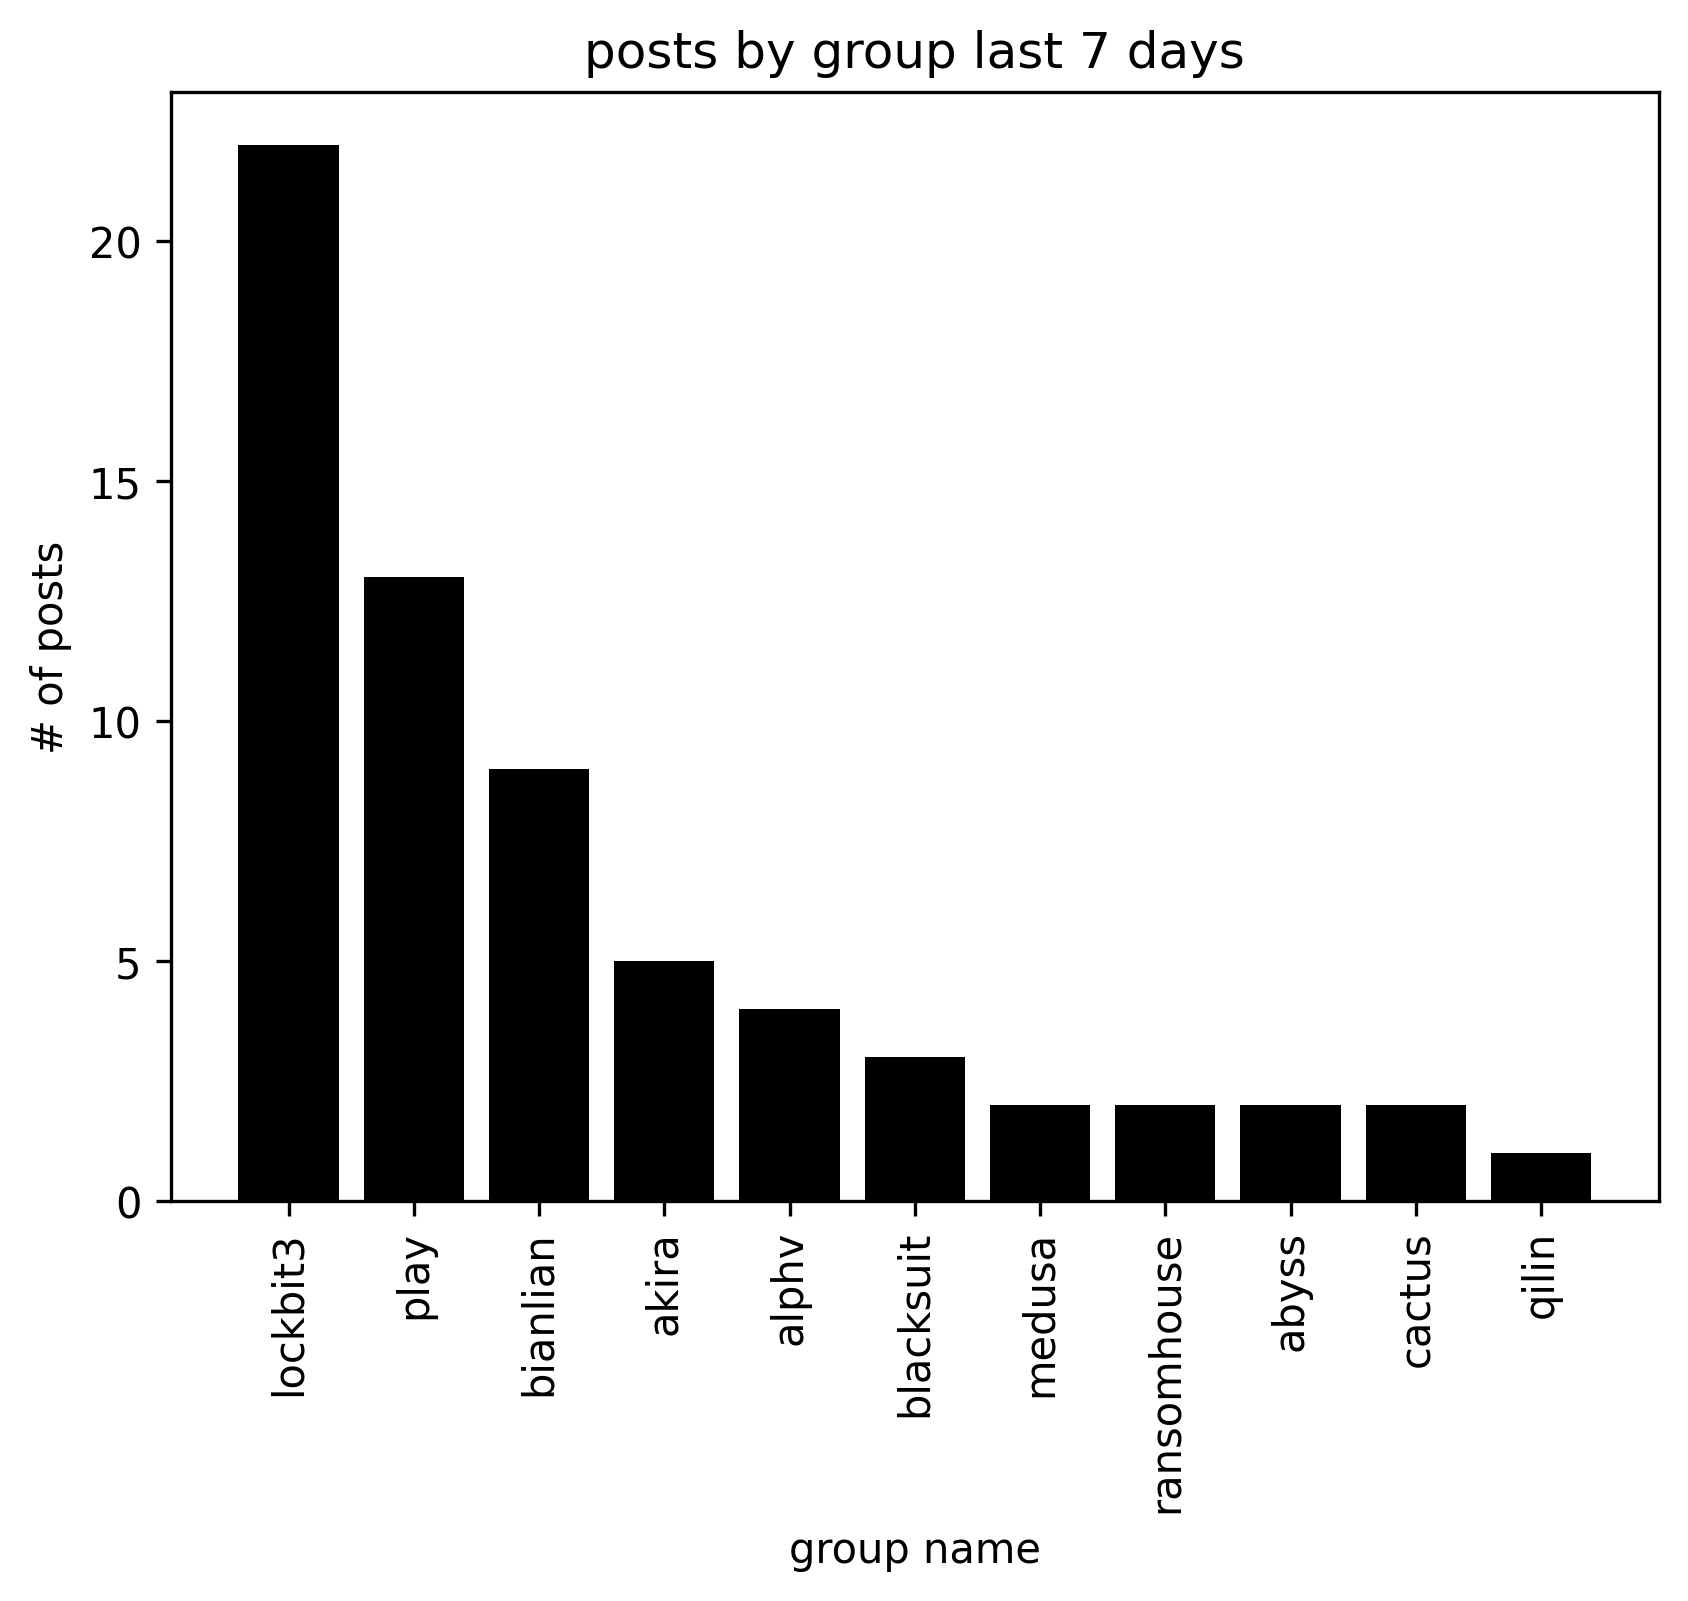 posts by group last 7 days
# of posts
20
15
10
5
0
lockbit3
play
bianlian
akira
alphv
blacksuit
medusa
ransomhouse
abyss
cactus
qilin
group name